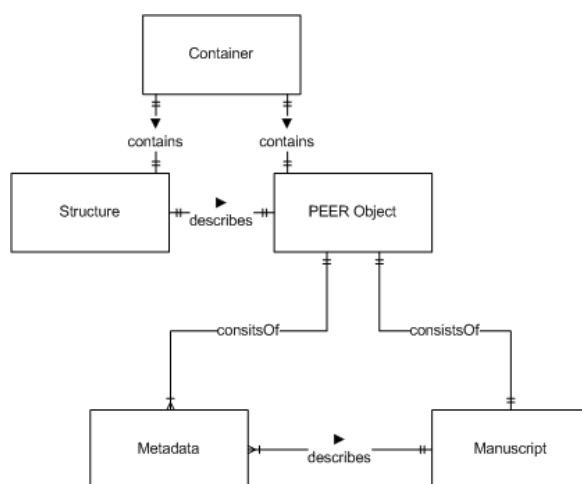 Container
contains contains
Structure describes PEER Object
consitsOf consistsOf
Metadata describes Manuscript